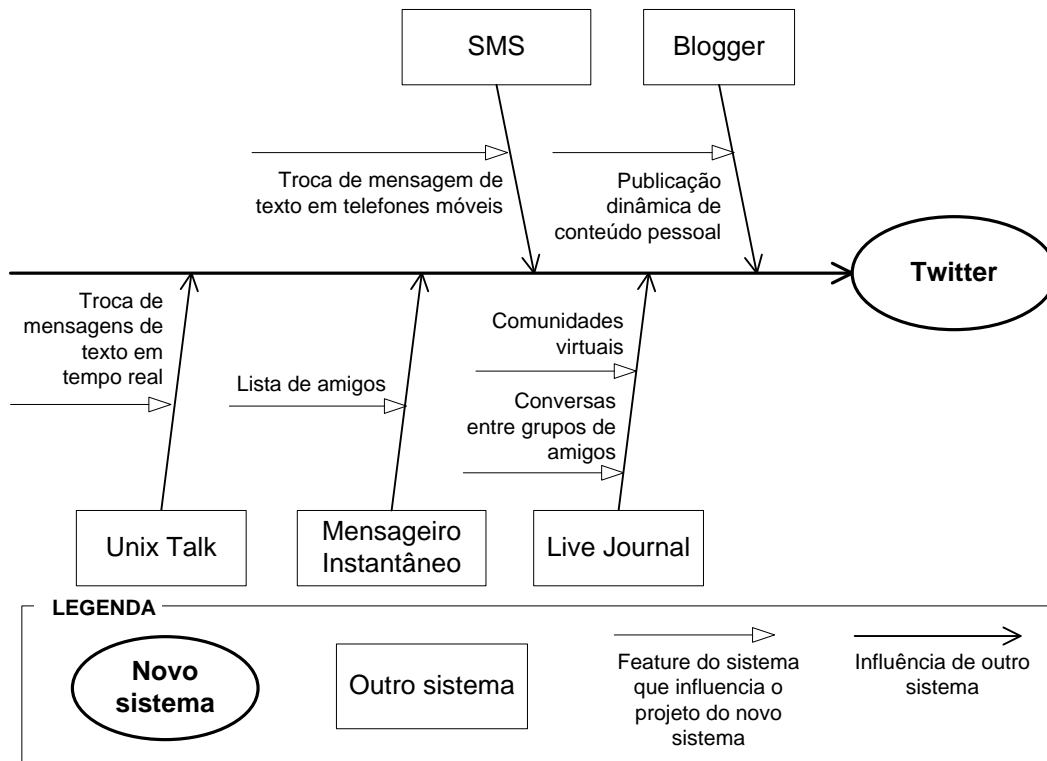 SMS
Blogger
Troca de mensagem de
texto em telefones móveis
Publicação
dinâmica de
conteúdo pessoal
Twitter
Troca de
mensagens de
texto em
tempo real
Lista de amigos
Comunidades
virtuais
Conversas
entre grupos de
amigos
Unix Talk
Mensageiro
Instantâneo
Live Journal
LEGENDA
Novo
sistema
Outro sistema
Feature do sistema
que influencia o
projeto do novo
sistema
Influência de outro
sistema